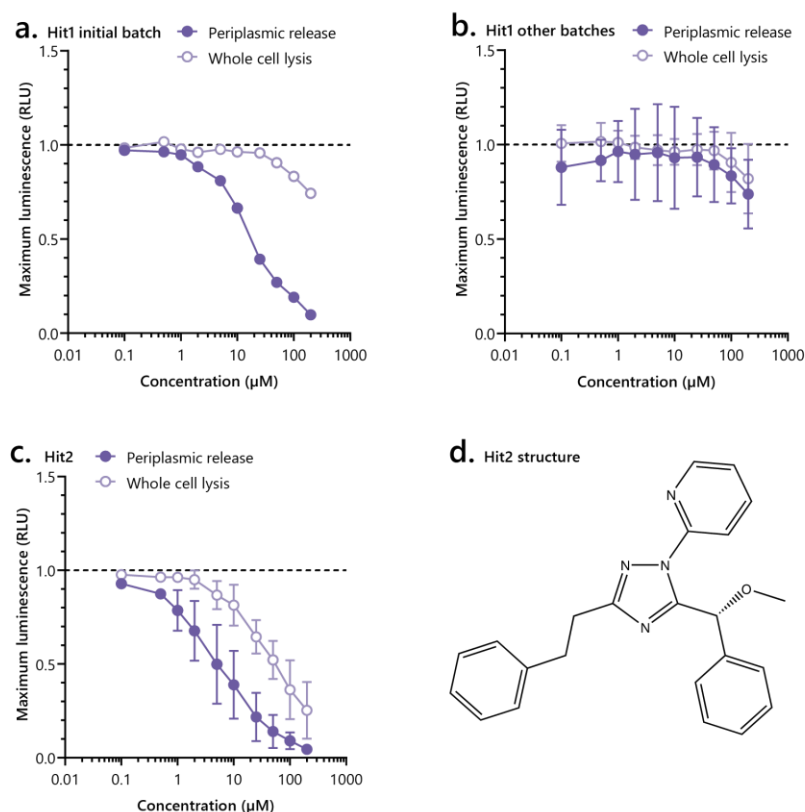 a. Hit1 initial batch
Periplasmic release
Whole cell lysis
Maximum luminescence (RLU)
1.5
1.0
0.5
0.0
0.01 0.1 1 10 100 1000
Concentration (µM)
b. Hit1 other batches
Periplasmic release
Whole cell lysis
Maximum luminescence (RLU)
1.5
1.0
0.5
0.0
0.01 0.1 1 10 100 1000
Concentration (µM)
c. Hit2
Periplasmic release
Whole cell lysis
Maximum luminescence (RLU)
1.5
1.0
0.5
0.0
0.01 0.1 1 10 100 1000
Concentration (µM)
d. Hit2 structure
N
N N
O
N